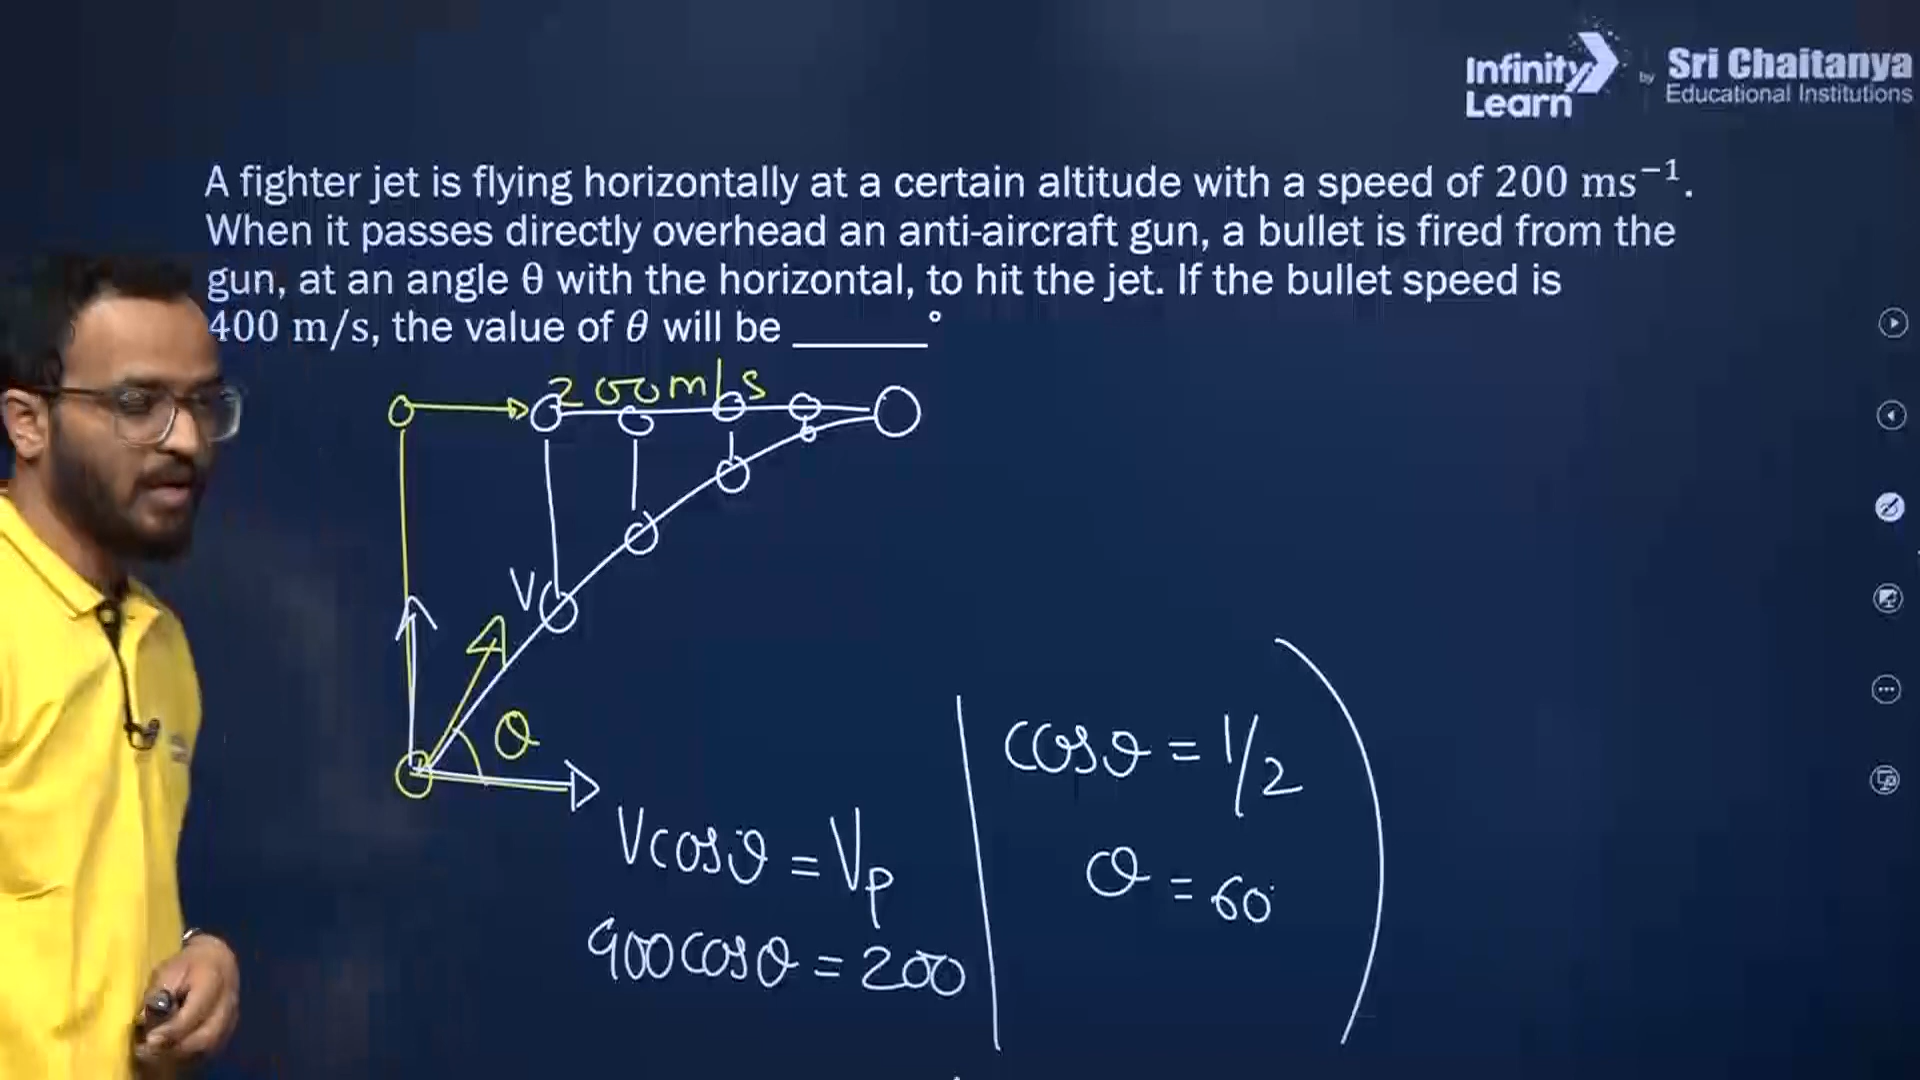 Infinity Learn by Sri Chaitanya Educational Institutions
A fighter jet is flying horizontally at a certain altitude with a speed of 200 ms⁻¹.
When it passes directly overhead an anti-aircraft gun, a bullet is fired from the
gun, at an angle θ with the horizontal, to hit the jet. If the bullet speed is
400 m/s, the value of θ will be ______°
200m/s
V
θ
Vcosθ = Vp
400cosθ = 200
cosθ = 1/2
θ = 60°